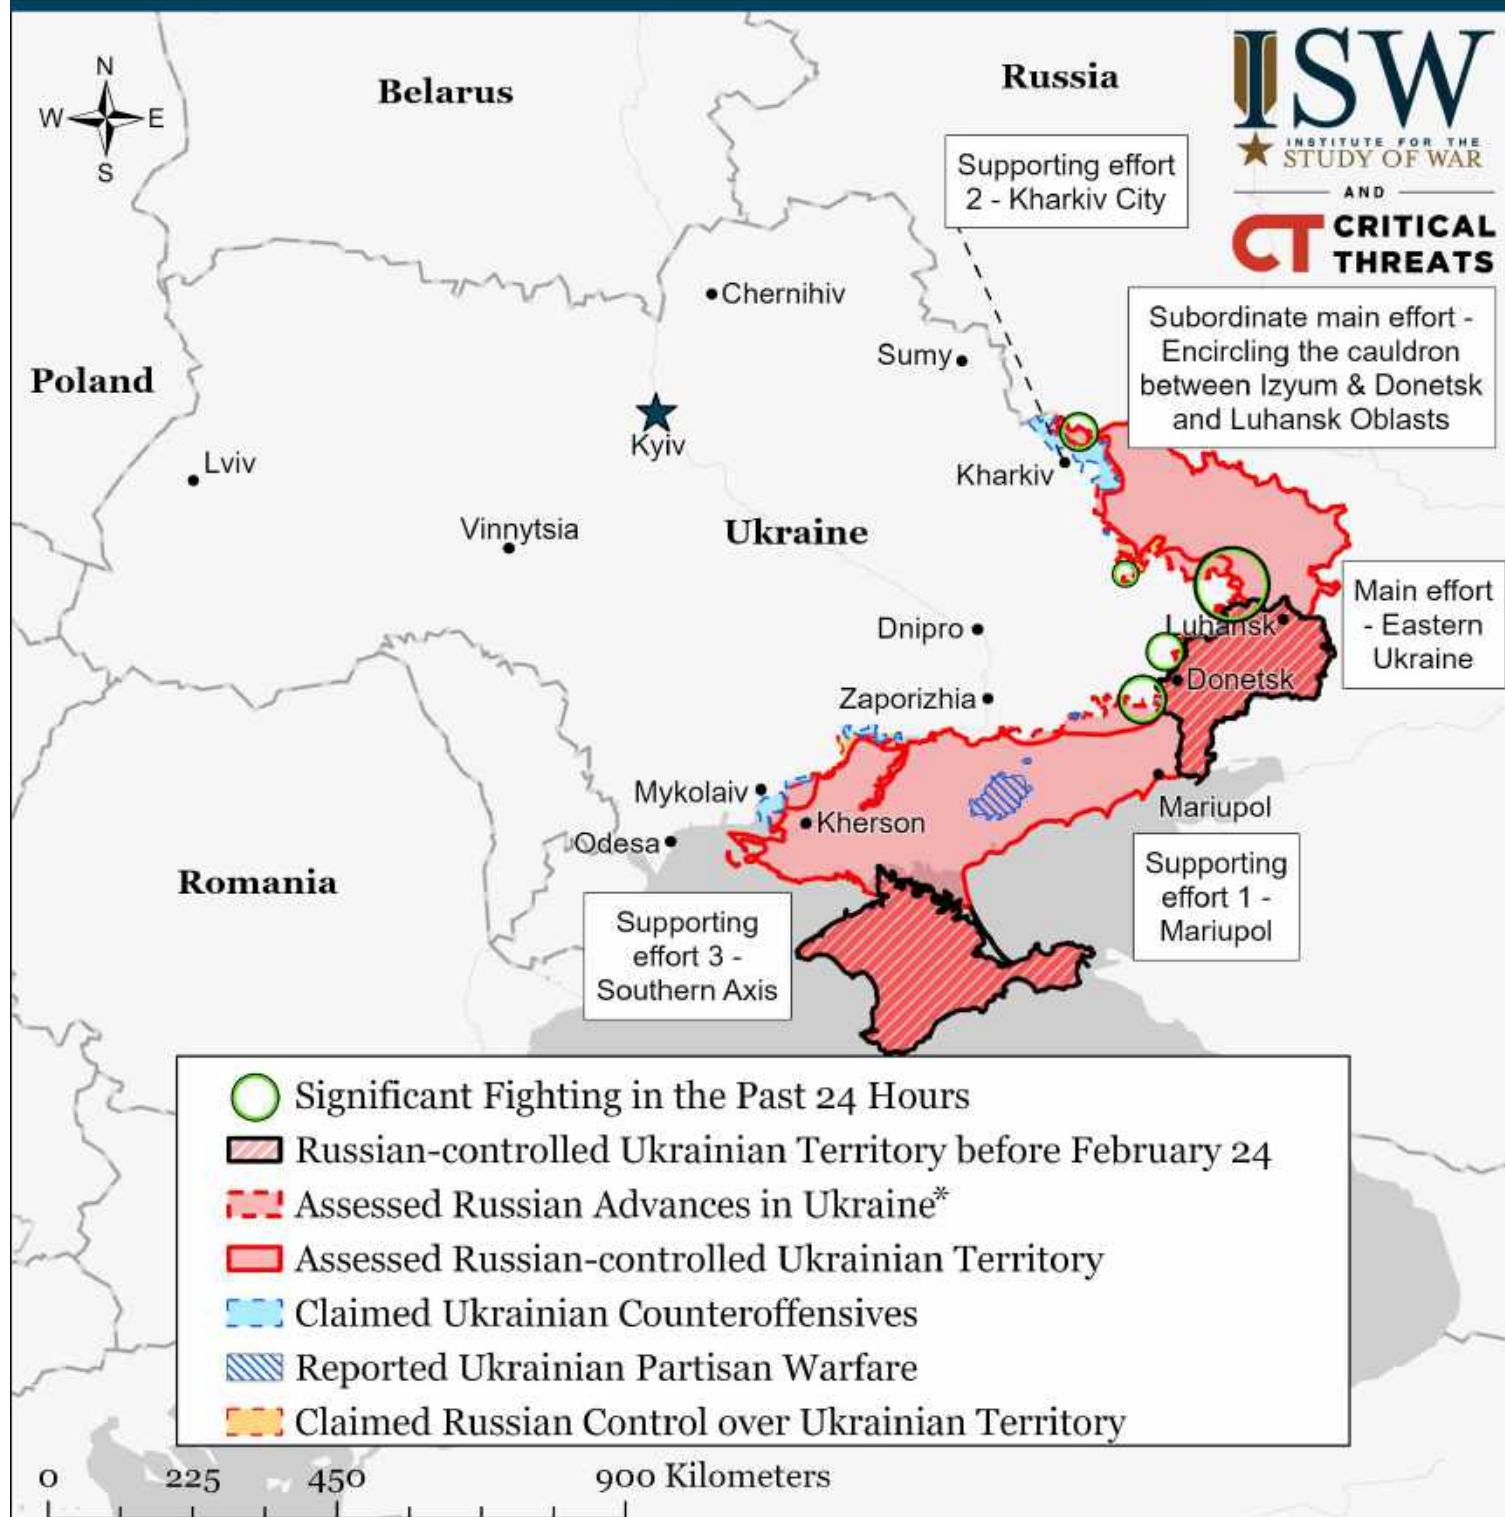 N
W
E
S
Belarus
Russia
ISW
INSTITUTE FOR THE
STUDY OF WAR
AND
CT CRITICAL
THREATS
Supporting effort
2 - Kharkiv City
Chernihiv
Subordinate main effort -
Encircling the cauldron
between Izyum & Donetsk
and Luhansk Oblasts
Sumy
Poland
Kyiv
Lviv
Kharkiv
Vinnytsia
Ukraine
Main effort
- Eastern
Ukraine
Dnipro
Luhansk
Donetsk
Zaporizhia
Mykolaiv
Mariupol
Kherson
Odesa
Romania
Supporting
effort 1 -
Mariupol
Supporting
effort 3 -
Southern Axis
Significant Fighting in the Past 24 Hours
Russian-controlled Ukrainian Territory before February 24
Assessed Russian Advances in Ukraine*
Assessed Russian-controlled Ukrainian Territory
Claimed Ukrainian Counteroffensives
Reported Ukrainian Partisan Warfare
Claimed Russian Control over Ukrainian Territory
0 225 450 900 Kilometers